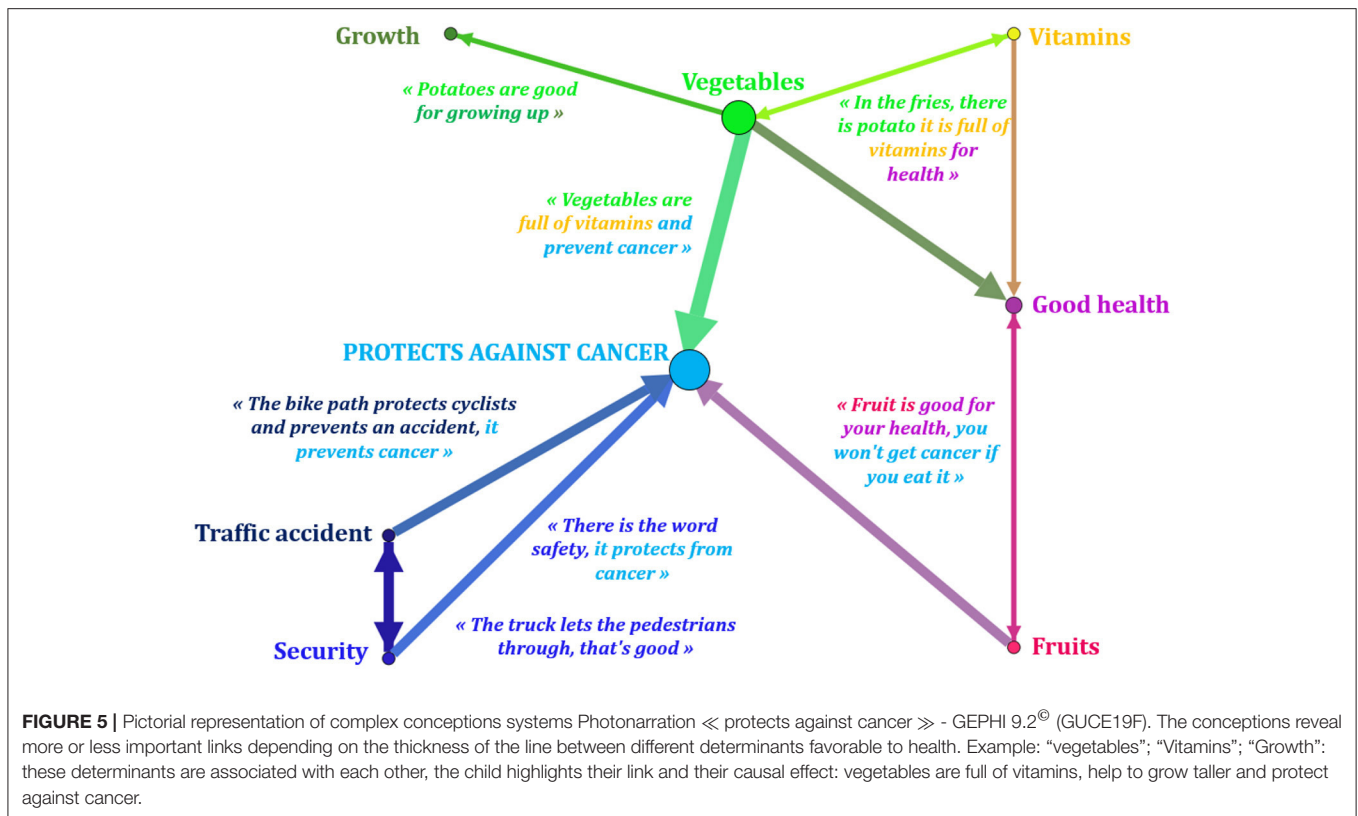 Growth
Vitamins
Vegetables
« Potatoes are good
for growing up »
« In the fries, there
is potato it is full of
vitamins for
health »
« Vegetables are
full of vitamins and
prevent cancer »
Good health
PROTECTS AGAINST CANCER
« The bike path protects cyclists
and prevents an accident, it
prevents cancer »
« Fruit is good for
your health, you
won't get cancer if
you eat it »
Traffic accident
« There is the word
safety, it protects from
cancer »
« The truck lets the pedestrians
through, that's good »
Security
Fruits
FIGURE 5 | Pictorial representation of complex conceptions systems Photonarration ≪ protects against cancer ≫ - GEPHI 9.2© (GUCE19F). The conceptions reveal
more or less important links depending on the thickness of the line between different determinants favorable to health. Example: “vegetables”; “Vitamins”; “Growth”:
these determinants are associated with each other, the child highlights their link and their causal effect: vegetables are full of vitamins, help to grow taller and protect
against cancer.